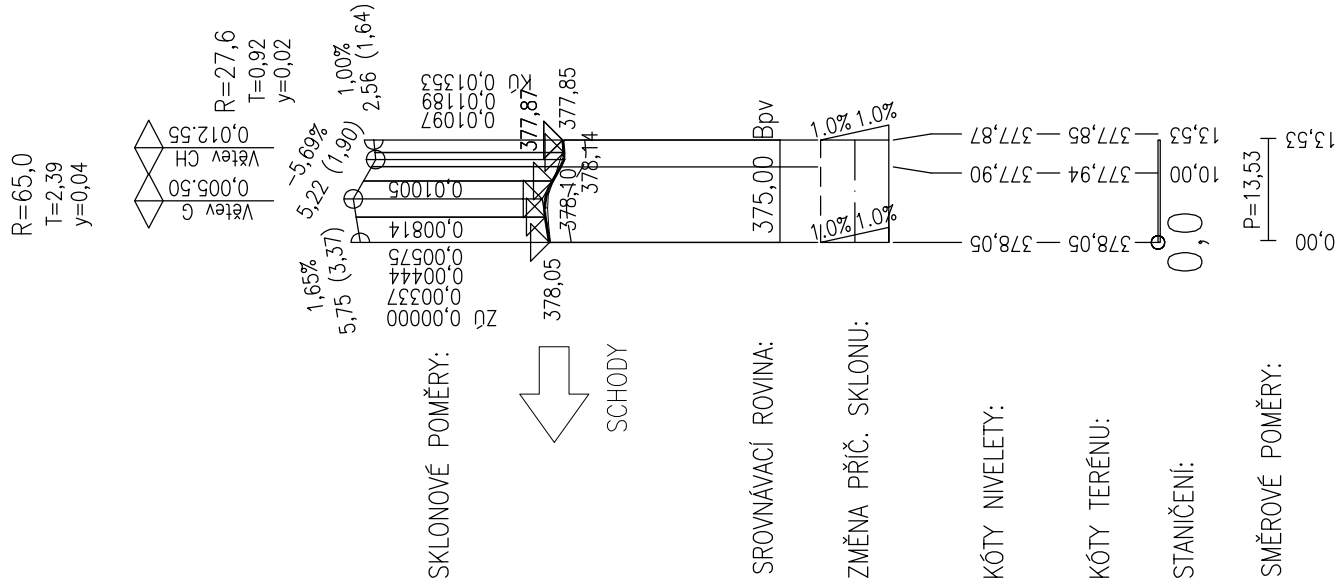 R=65,0
T=2,39
y=0,04
R=27,6
T=0,92
y=0,02
Větev G 0,005.50
Větev CH 0,012.55
1,65%
5,75 (3,37)
-5,69%
5,22 (1,90)
1,00%
2,56 (1,64)
SKLONOVÉ POMĚRY:
ZÚ 0,00000
0,00337
0,00444
0,00575
0,00814
0,01005
0,01097
0,01189
KÚ 0,01353
SCHODY
378,05
378,10
378,14
377,87
377,85
SROVNÁVACÍ ROVINA:
375,00 Bpv
ZMĚNA PŘÍČ. SKLONU:
1.0% 1.0%
1.0% 1.0%
KÓTY NIVELETY:
378,05
377,90
377,87
KÓTY TERÉNU:
378,05
377,94
377,85
STANIČENÍ:
0,0
10,00
13,53
SMĚROVÉ POMĚRY:
P=13,53
0,00
13,53